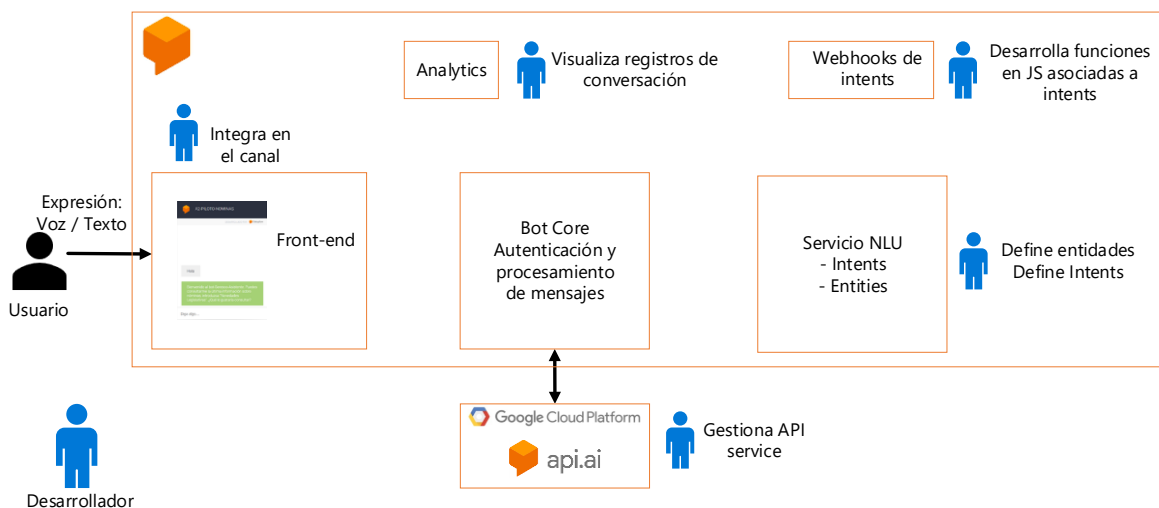 Analytics
Visualiza registros de
conversación
Webhooks de
intents
Desarrolla funciones
en JS asociadas a
intents
Integra en
el canal
Expresión:
Voz / Texto
Usuario
Front-end
Hola
Bot Core
Autenticación y
procesamiento
de mensajes
Servicio NLU
- Intents
- Entities
Define entidades
Define Intents
Google Cloud Platform
api.ai
Gestiona API
service
Desarrollador